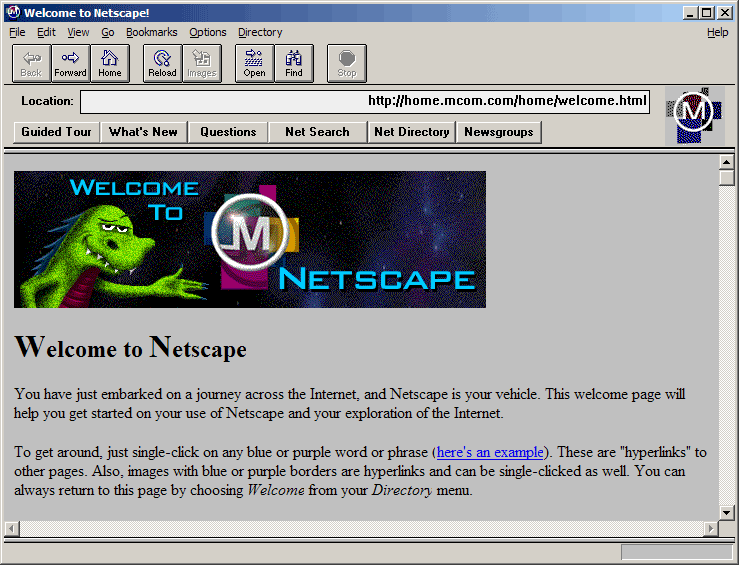 Welcome to Netscape!
File Edit View Go Bookmarks Options Directory Help
Back Forward Home Reload Images Open Find Stop
Location: http://home.mcom.com/home/welcome.html
M
Guided Tour What's New Questions Net Search Net Directory Newsgroups
WELCOME
TO
M
NETSCAPE
Welcome to Netscape
You have just embarked on a journey across the Internet, and Netscape is your vehicle. This welcome page will
help you get started on your use of Netscape and your exploration of the Internet.
To get around, just single-click on any blue or purple word or phrase (here's an example). These are "hyperlinks" to
other pages. Also, images with blue or purple borders are hyperlinks and can be single-clicked as well. You can
always return to this page by choosing Welcome from your Directory menu.